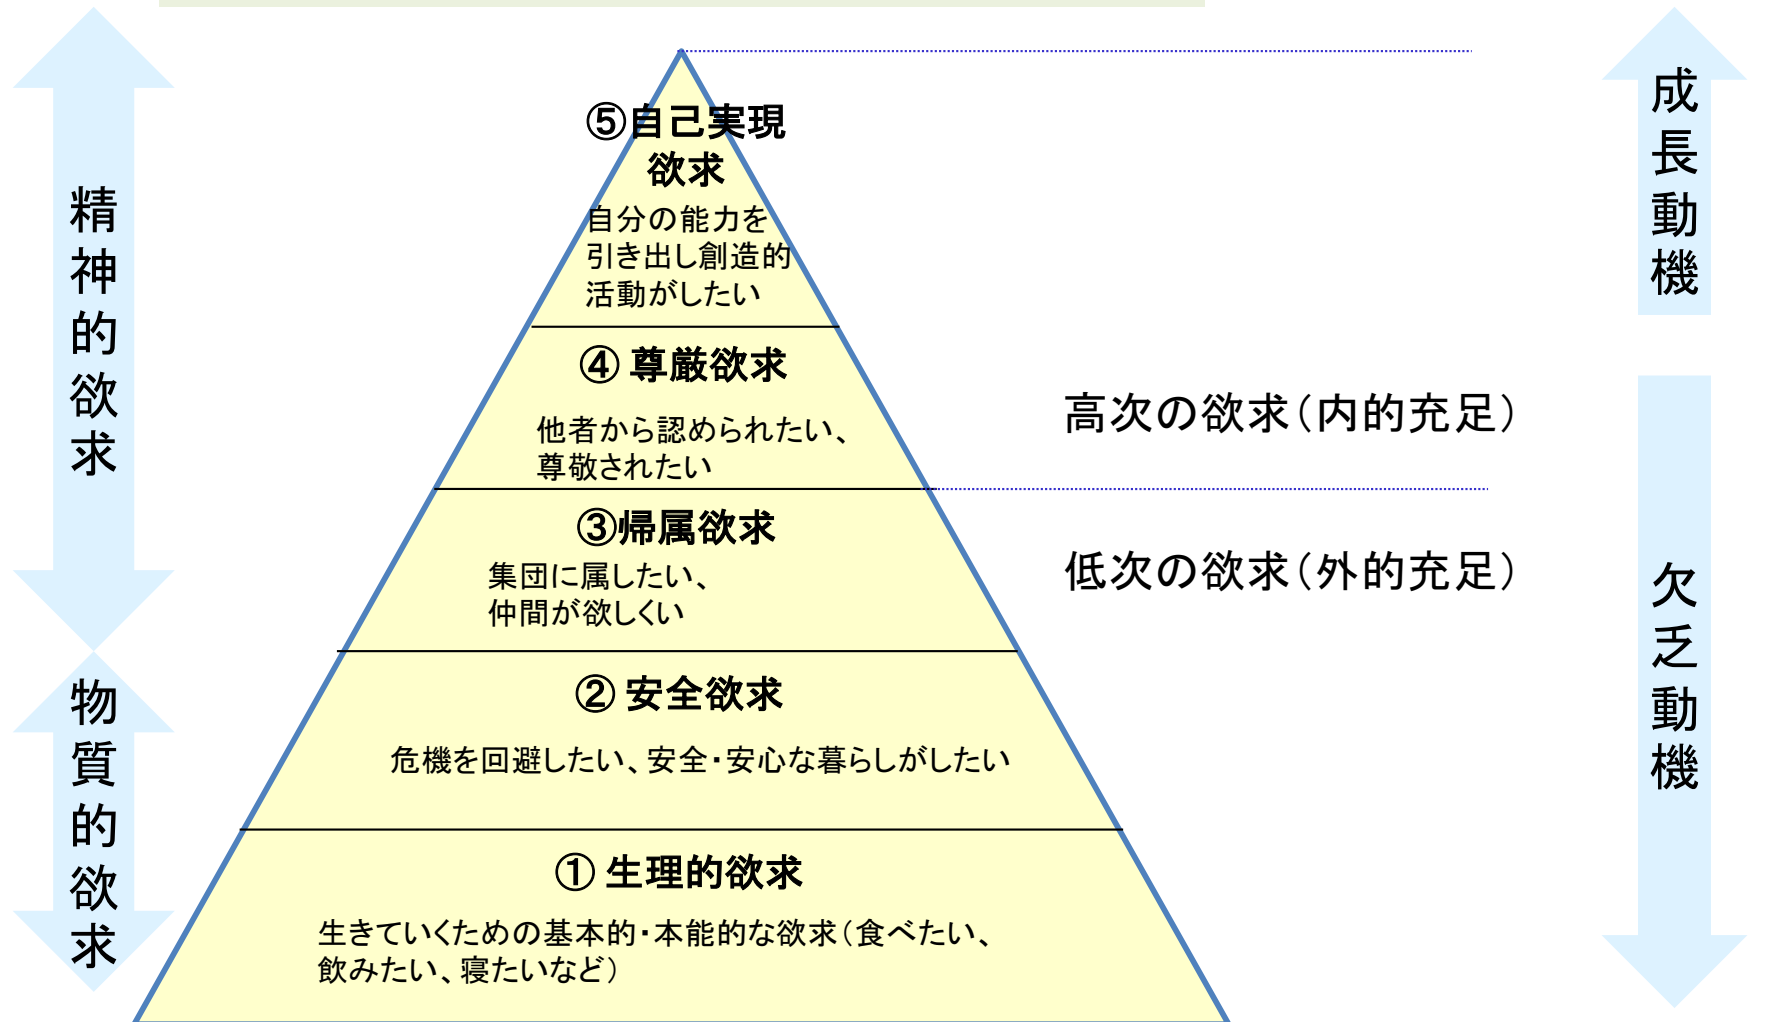 精神的欲求
物質的欲求
⑤自己実現
欲求
自分の能力を
引き出し創造的
活動がしたい
④ 尊厳欲求
他者から認められたい、
尊敬されたい
③帰属欲求
集団に属したい、
仲間が欲しくい
② 安全欲求
危機を回避したい、安全・安心な暮らしがしたい
① 生理的欲求
生きていくための基本的・本能的な欲求（食べたい、
飲みたい、寝たいなど）
高次の欲求（内的充足）
低次の欲求（外的充足）
成長動機
欠乏動機